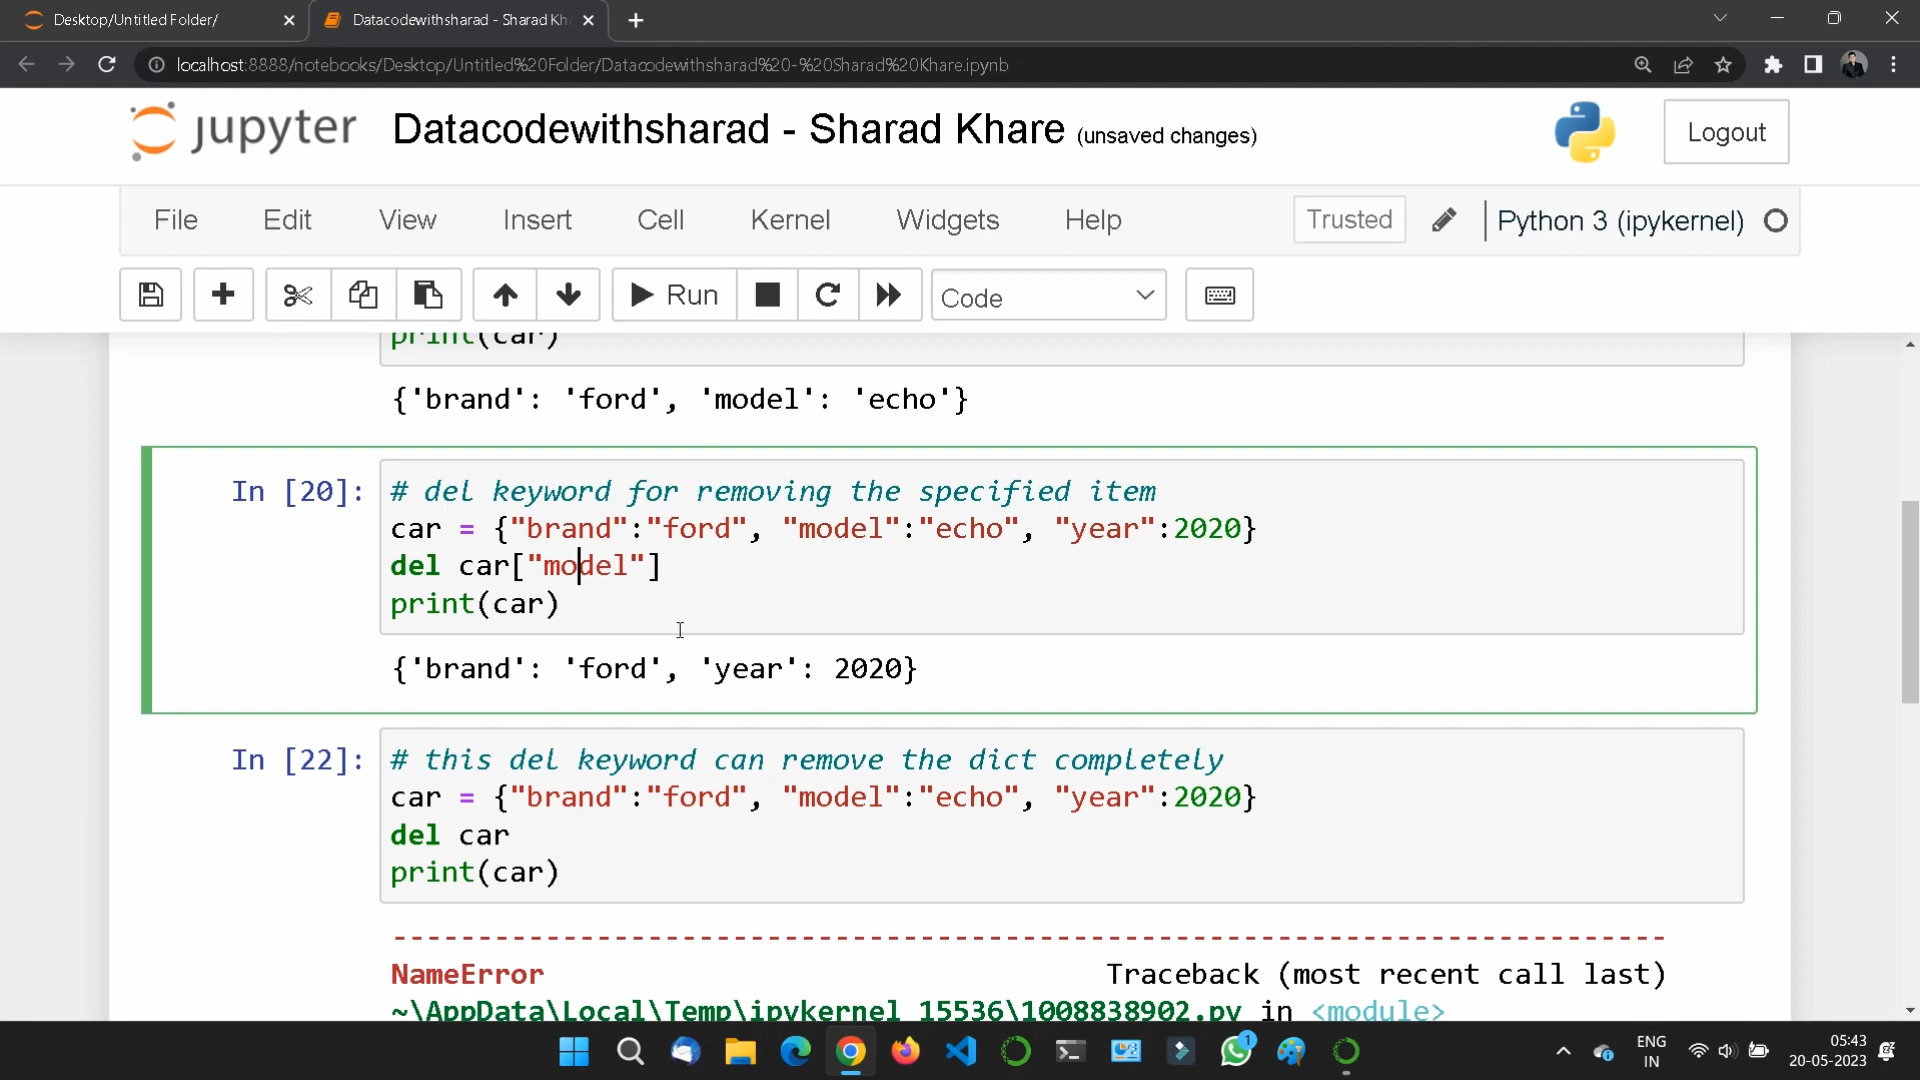 Desktop/Untitled Folder/
Datacodewithsharad - Sharad Kh
localhost:8888/notebooks/Desktop/Untitled%20Folder/Datacodewithsharad%20-%20Sharad%20Khare.ipynb
jupyter Datacodewithsharad - Sharad Khare (unsaved changes)
Logout
File Edit View Insert Cell Kernel Widgets Help Trusted Python 3 (ipykernel)
Run Code
print(car)
{'brand': 'ford', 'model': 'echo'}
In [20]: # del keyword for removing the specified item
car = {"brand":"ford", "model":"echo", "year":2020}
del car["model"]
print(car)
{'brand': 'ford', 'year': 2020}
In [22]: # this del keyword can remove the dict completely
car = {"brand":"ford", "model":"echo", "year":2020}
del car
print(car)
---------------------------------------------------------------------------
NameError Traceback (most recent call last)
~\AppData\Local\Temp\ipykernel_15536\1008838902.py in <module>
1
ENG
IN
05:43
20-05-2023